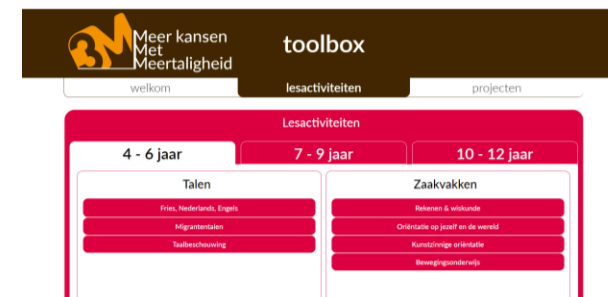 3M
Meer kansen
Met
Meertaligheid
toolbox
welkom
lesactiviteiten
projecten
Lesactiviteiten
4 - 6 jaar
7 - 9 jaar
10 - 12 jaar
Talen
Fries, Nederlands, Engels
Migrantentalen
Taalbeschouwing
Zaakvakken
Rekenen & wiskunde
Oriëntatie op jezelf en de wereld
Kunstzinnige oriëntatie
Bewegingsonderwijs